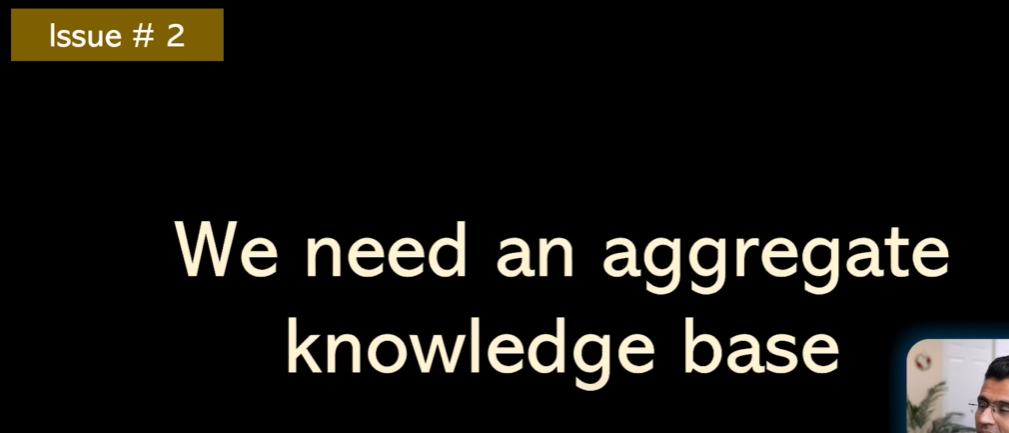 Issue # 2
We need an aggregate
knowledge base